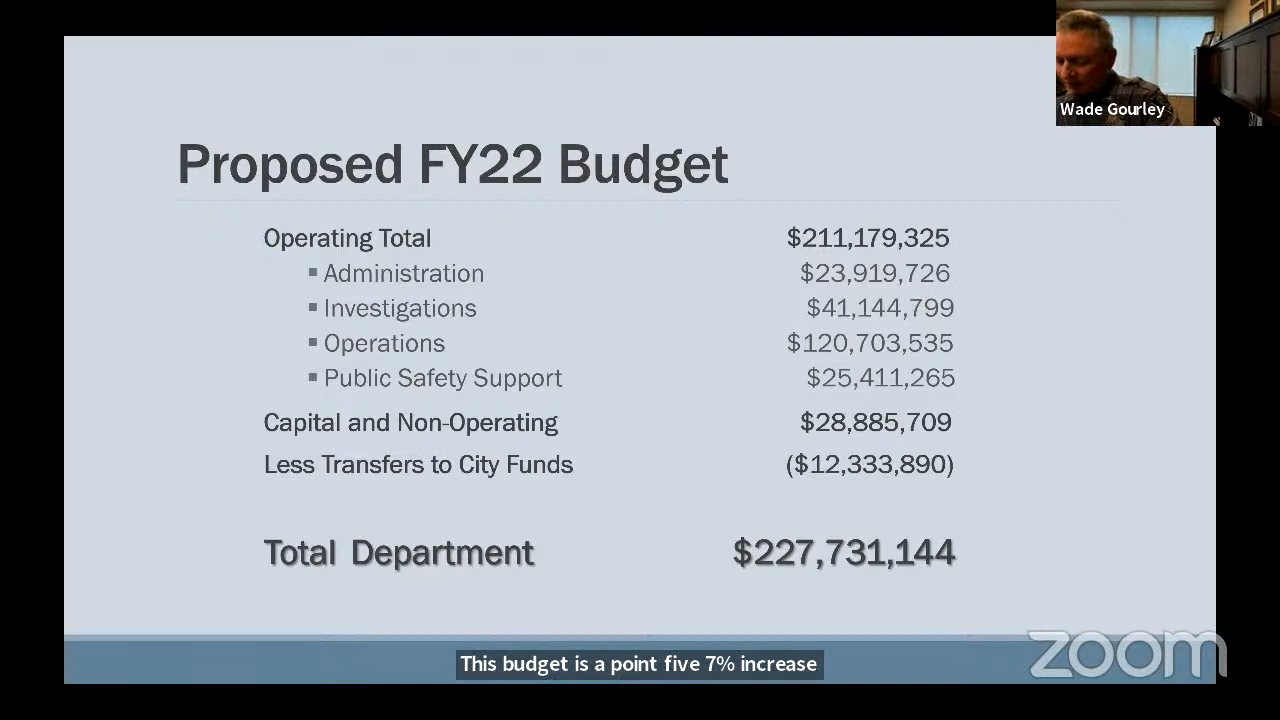 Wade Gourley
Proposed FY22 Budget
Operating Total $211,179,325
▪ Administration $23,919,726
▪ Investigations $41,144,799
▪ Operations $120,703,535
▪ Public Safety Support $25,411,265
Capital and Non-Operating $28,885,709
Less Transfers to City Funds ($12,333,890)
Total Department $227,731,144
This budget is a point five 7% increase
zoom